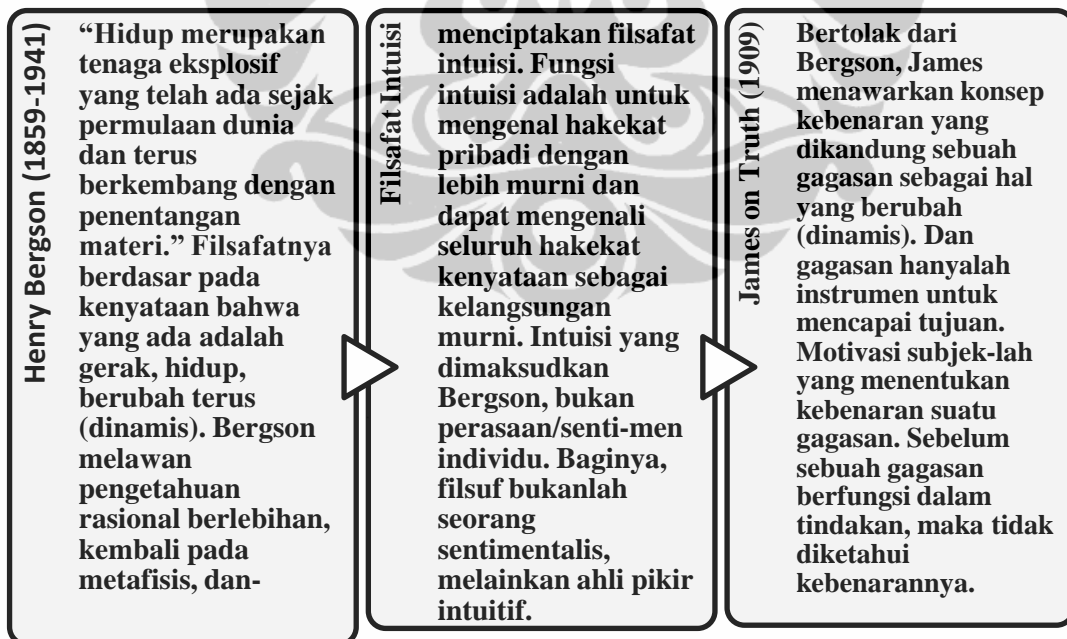 Henry Bergson (1859-1941)
“Hidup merupakan
tenaga eksplosif
yang telah ada sejak
permulaan dunia
dan terus
berkembang dengan
penentangan
materi.” Filsafatnya
berdasar pada
kenyataan bahwa
yang ada adalah
gerak, hidup,
berubah terus
(dinamis). Bergson
melawan
pengetahuan
rasional berlebihan,
kembali pada
metafisis, dan-
Filsafat Intuisi
menciptakan filsafat
intuisi. Fungsi
intuisi adalah untuk
mengenal hakekat
pribadi dengan
lebih murni dan
dapat mengenali
seluruh hakekat
kenyataan sebagai
kelangsungan
murni. Intuisi yang
dimaksudkan
Bergson, bukan
perasaan/senti-men
individu. Baginya,
filsuf bukanlah
seorang
sentimentalis,
melainkan ahli pikir
intuitif.
James on Truth (1909)
Bertolak dari
Bergson, James
menawarkan konsep
kebenaran yang
dikandung sebuah
gagasan sebagai hal
yang berubah
(dinamis). Dan
gagasan hanyalah
instrumen untuk
mencapai tujuan.
Motivasi subjek-lah
yang menentukan
kebenaran suatu
gagasan. Sebelum
sebuah gagasan
berfungsi dalam
tindakan, maka tidak
diketahui
kebenarannya.